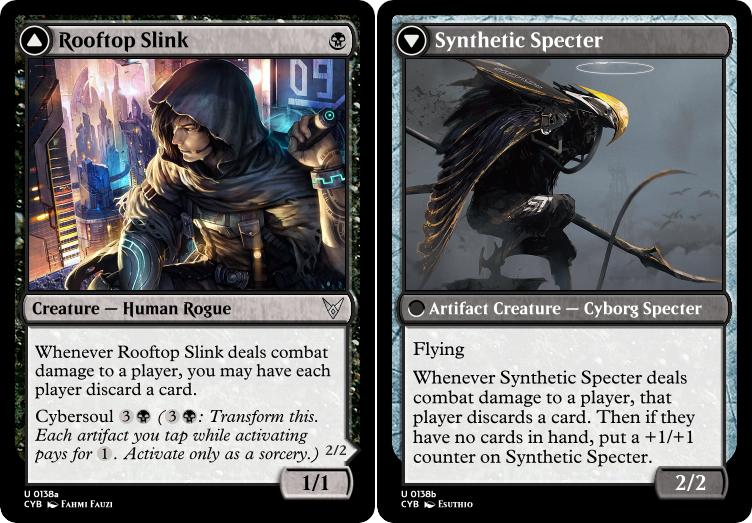 Rooftop Slink
09
Creature — Human Rogue
Whenever Rooftop Slink deals combat
damage to a player, you may have each
player discard a card.
Cybersoul 3 (3: Transform this.
Each artifact you tap while activating
pays for 1. Activate only as a sorcery.) 2/2
1/1
U 0138a
CYB Fahmi Fauzi
Synthetic Specter
Artifact Creature — Cyborg Specter
Flying
Whenever Synthetic Specter deals
combat damage to a player, that
player discards a card. Then if they
have no cards in hand, put a +1/+1
counter on Synthetic Specter.
2/2
U 0138b
CYB Esuthio